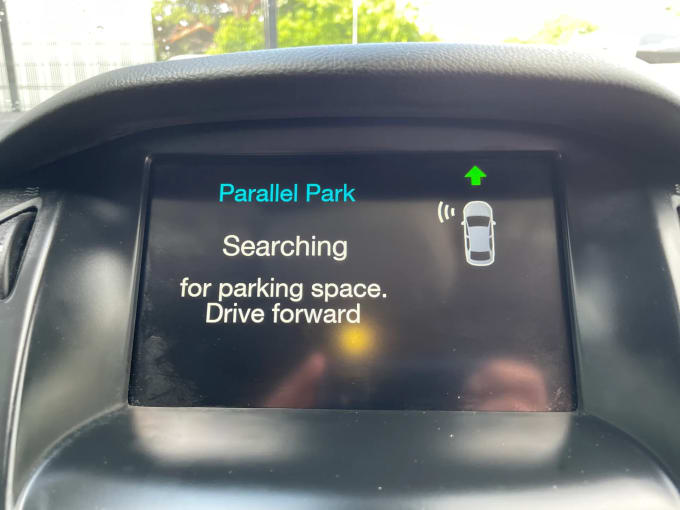 Parallel Park
Searching
for parking space.
Drive forward